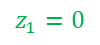 z₁ = 0